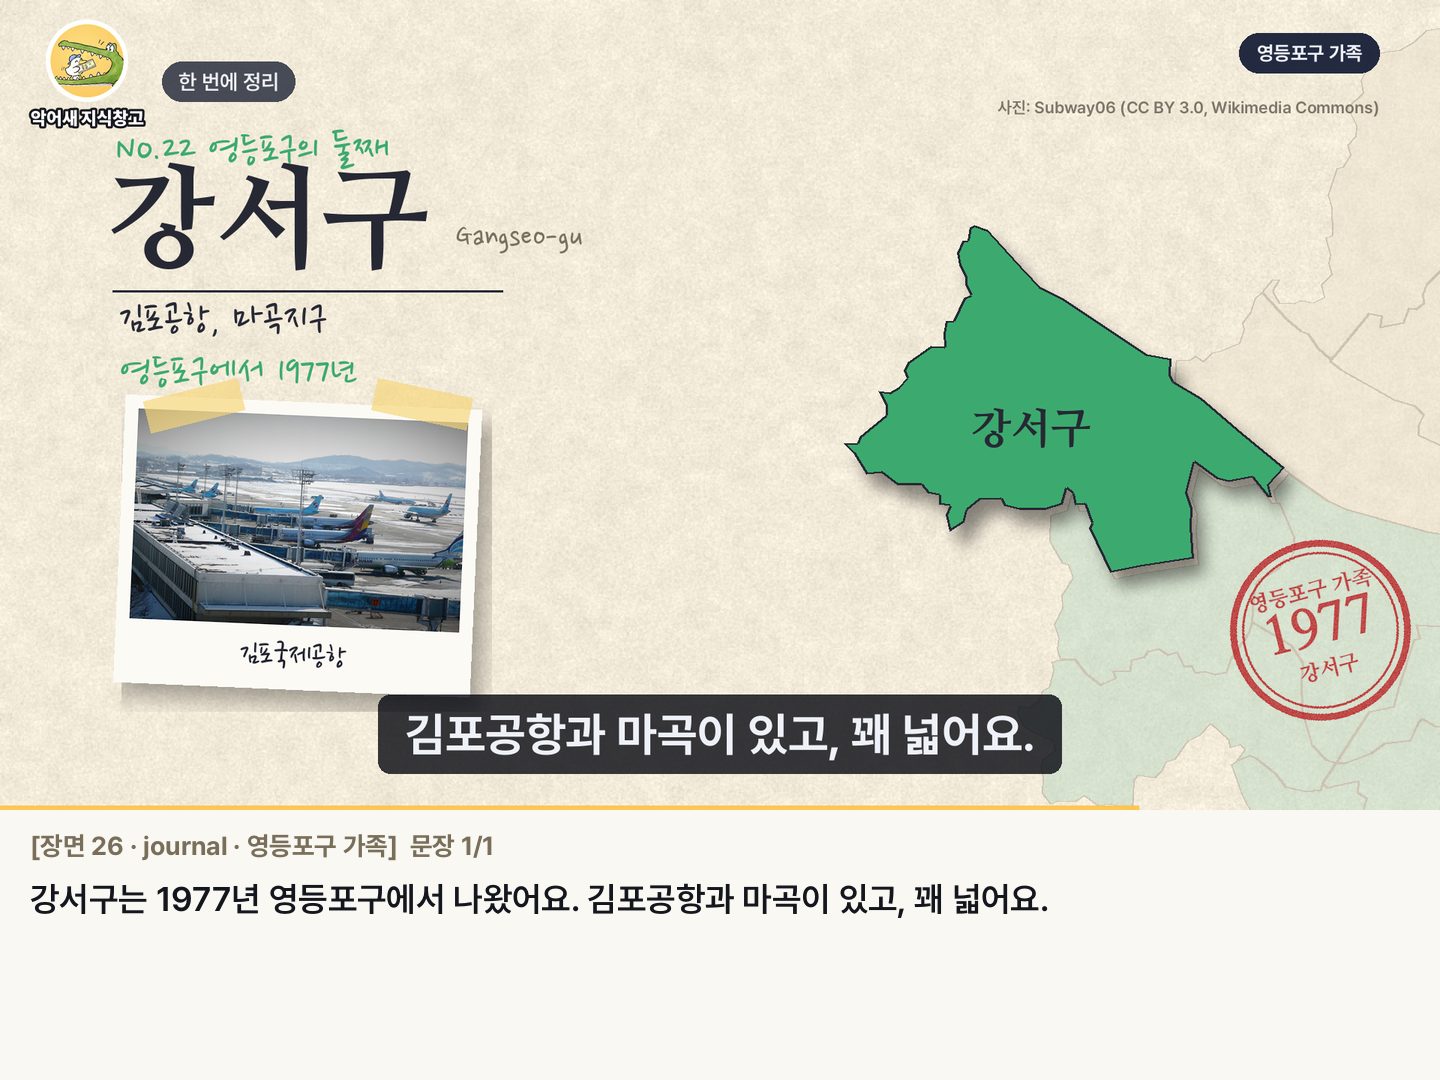 악어새 지식창고
한 번에 정리
영등포구 가족
사진: Subway06 (CC BY 3.0, Wikimedia Commons)
NO.22 영등포구의 둘째
강서구
Gangseo-gu
김포공항, 마곡지구
영등포구에서 1977년
김포국제공항
강서구
영등포구 가족
1977
강서구
김포공항과 마곡이 있고, 꽤 넓어요.
[장면 26 · journal · 영등포구 가족] 문장 1/1
강서구는 1977년 영등포구에서 나왔어요. 김포공항과 마곡이 있고, 꽤 넓어요.